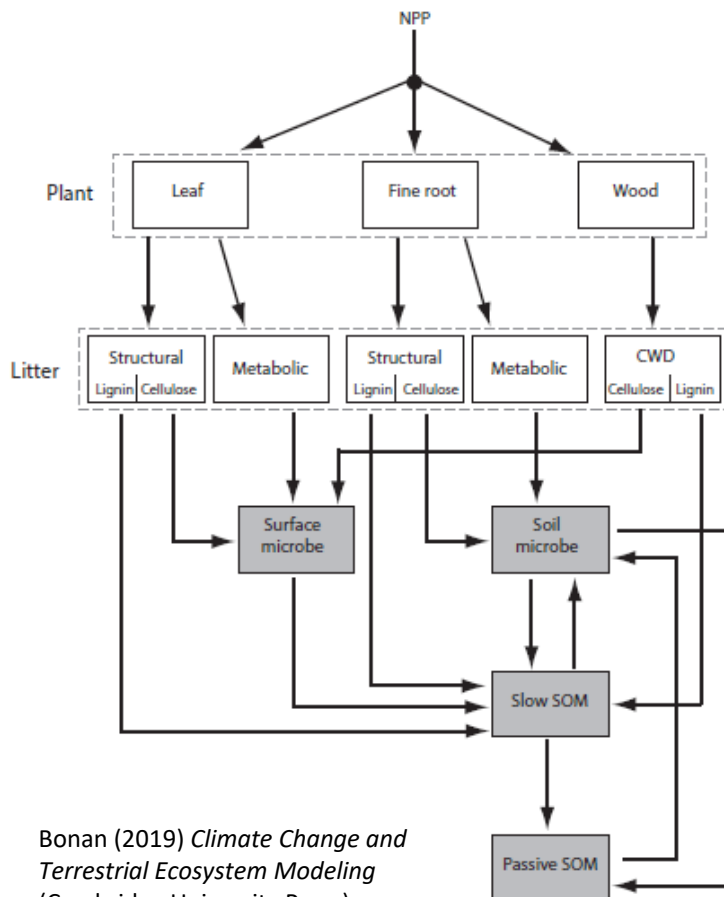 NPP
Plant
Leaf
Fine root
Wood
Litter
Structural
Lignin Cellulose
Metabolic
Structural
Lignin Cellulose
Metabolic
CWD
Cellulose Lignin
Surface
microbe
Soil
microbe
Slow SOM
Passive SOM
Bonan (2019) Climate Change and
Terrestrial Ecosystem Modeling